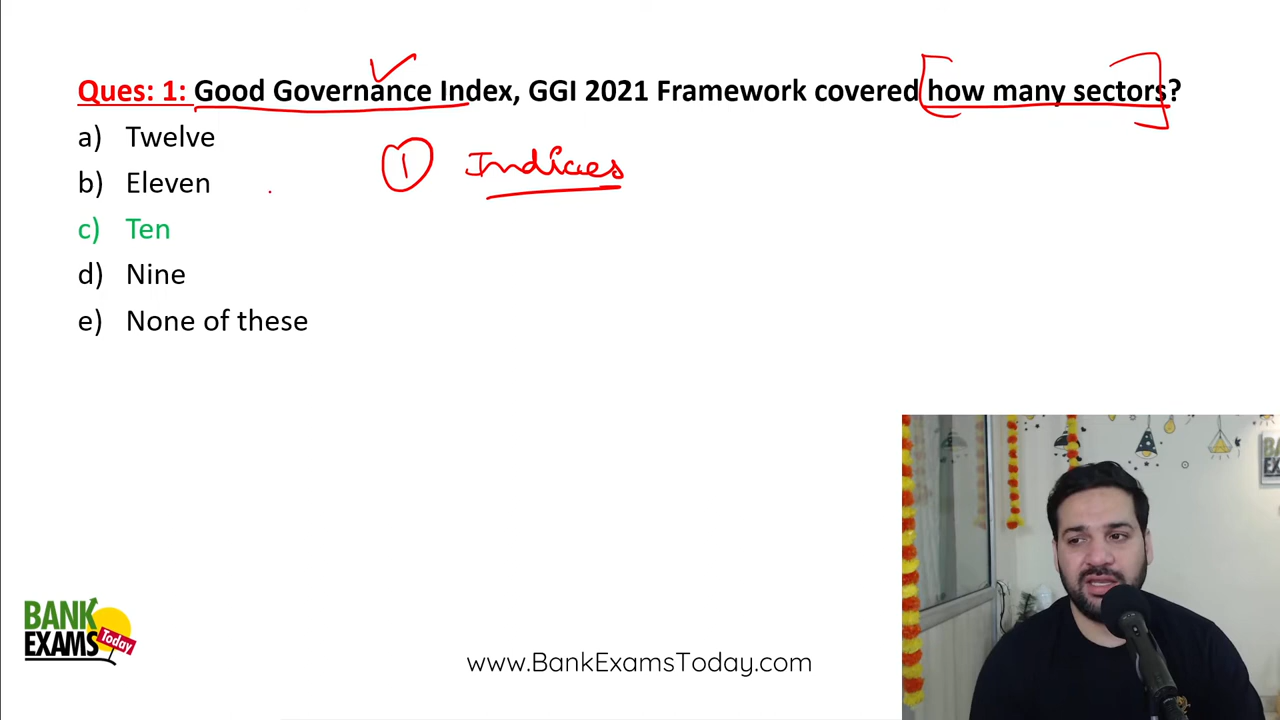 Ques: 1: Good Governance Index, GGI 2021 Framework covered how many sectors?
a) Twelve
1 Indices
b) Eleven
c) Ten
d) Nine
e) None of these
BANK
EXAMS
Today
www.BankExamsToday.com